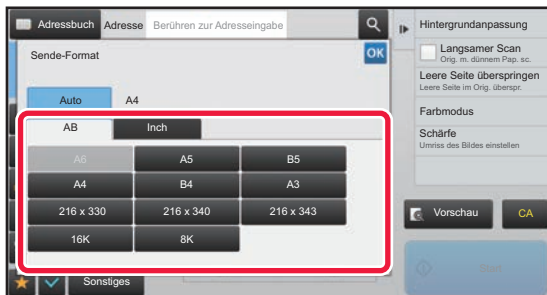 Adressbuch Adresse Berühren zur Adresseingabe
Sende-Format OK
Auto A4
AB Inch
A6 A5 B5
A4 B4 A3
216 x 330 216 x 340 216 x 343
16K 8K
Sonstiges
Hintergrundanpassung
Langsamer Scan
Orig. m. dünnem Pap. sc.
Leere Seite überspringen
Leere Seite im Orig. überspr.
Farbmodus
Schärfe
Umriss des Bildes einstellen
Vorschau CA
Start